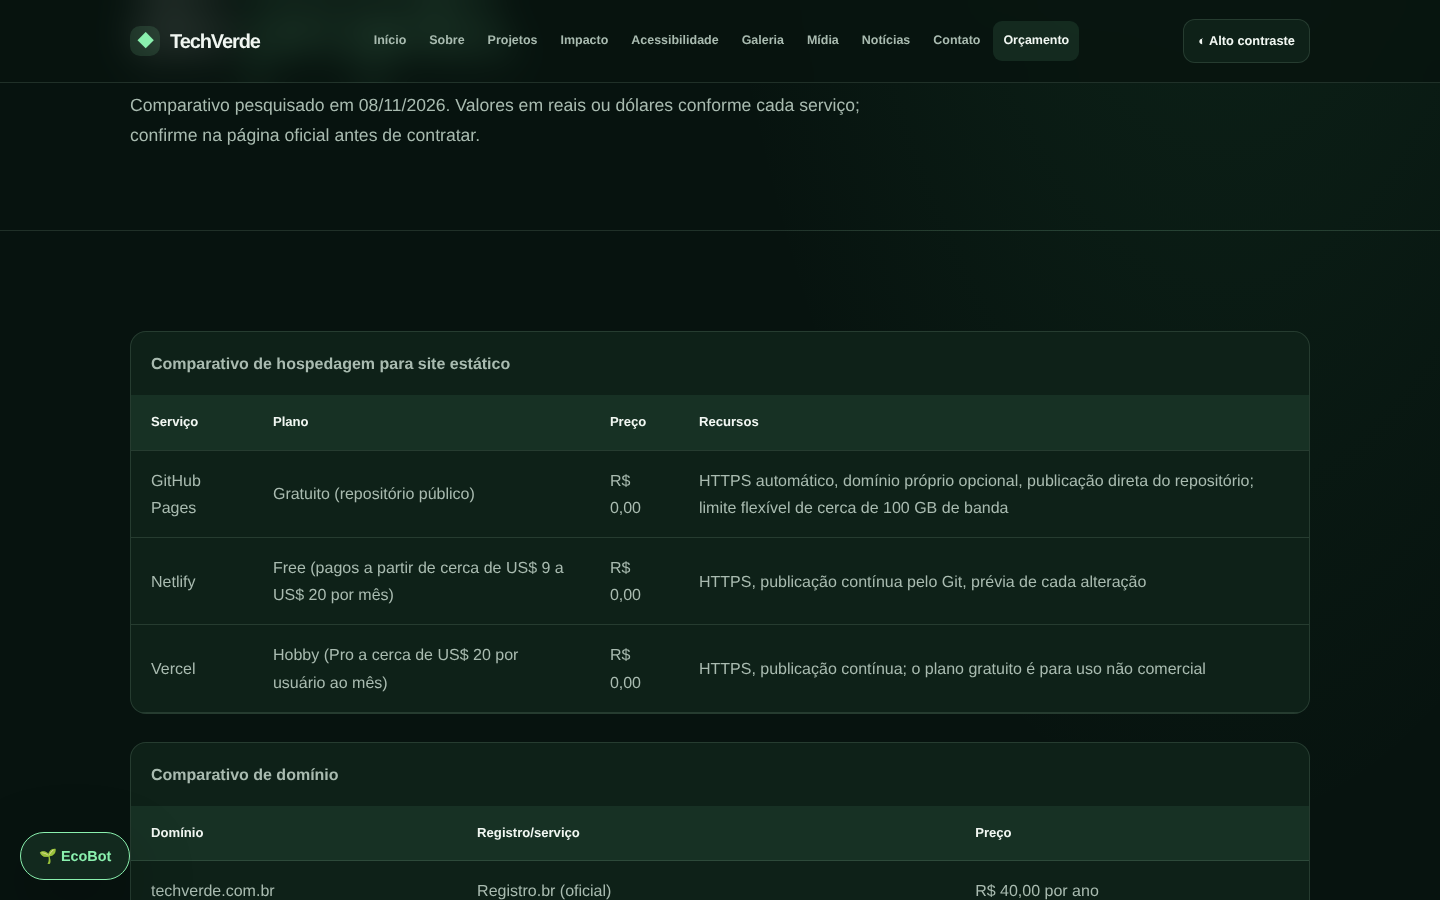 TechVerde
Início Sobre Projetos Impacto Acessibilidade Galeria Mídia Notícias Contato Orçamento
Alto contraste
Comparativo pesquisado em 08/11/2026. Valores em reais ou dólares conforme cada serviço;
confirme na página oficial antes de contratar.
Comparativo de hospedagem para site estático
Serviço Plano Preço Recursos
GitHub
Pages
Gratuito (repositório público)
R$
0,00
HTTPS automático, domínio próprio opcional, publicação direta do repositório;
limite flexível de cerca de 100 GB de banda
Netlify
Free (pagos a partir de cerca de US$ 9 a
US$ 20 por mês)
R$
0,00
HTTPS, publicação contínua pelo Git, prévia de cada alteração
Vercel
Hobby (Pro a cerca de US$ 20 por
usuário ao mês)
R$
0,00
HTTPS, publicação contínua; o plano gratuito é para uso não comercial
Comparativo de domínio
Domínio Registro/serviço Preço
techverde.com.br Registro.br (oficial) R$ 40,00 por ano
EcoBot